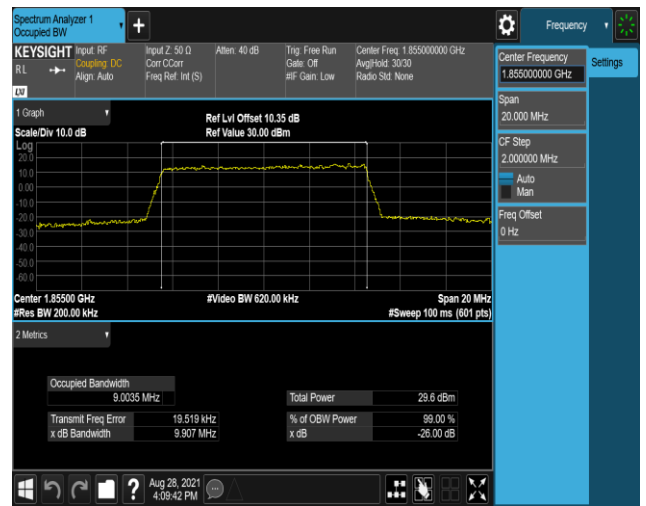 Spectrum Analyzer 1
Occupied BW
Frequency
KEYSIGHT
RL
LXI
Input: RF
Coupling: DC
Align: Auto
Input Z: 50 Ω
Corr CCorr
Freq Ref: Int (S)
Atten: 40 dB
Trig: Free Run
Gate: Off
#IF Gain: Low
Center Freq: 1.855000000 GHz
Avg|Hold: 30/30
Radio Std: None
Center Frequency
1.855000000 GHz
Settings
Span
20.000 MHz
CF Step
2.000000 MHz
Auto
Man
Freq Offset
0 Hz
1 Graph
Scale/Div 10.0 dB
Ref Lvl Offset 10.35 dB
Ref Value 30.00 dBm
Log
20.0
10.0
0.00
-10.0
-20.0
-30.0
-40.0
-50.0
-60.0
Center 1.85500 GHz
#Video BW 620.00 kHz
Span 20 MHz
#Res BW 200.00 kHz
#Sweep 100 ms (601 pts)
2 Metrics
Occupied Bandwidth
9.0035 MHz
Total Power 29.6 dBm
Transmit Freq Error 19.519 kHz
% of OBW Power 99.00 %
x dB Bandwidth 9.907 MHz
x dB -26.00 dB
?
Aug 28, 2021
4:09:42 PM